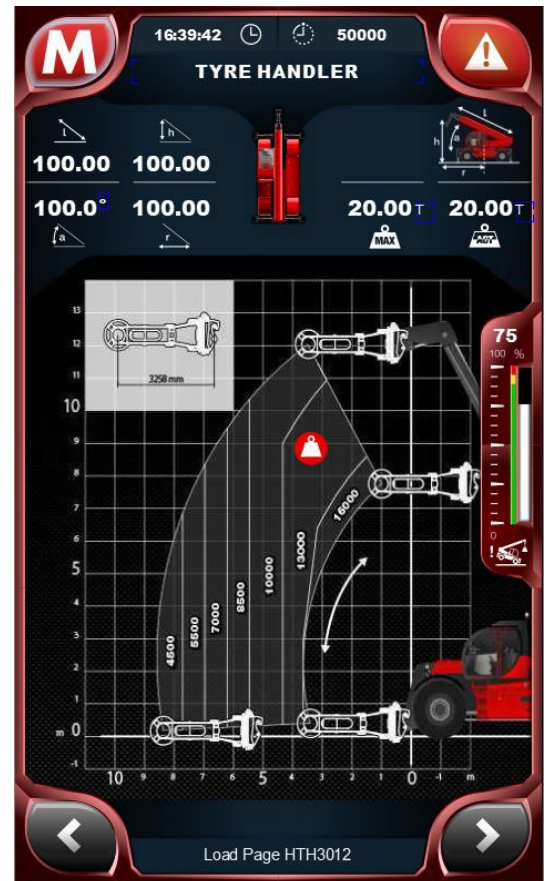 M
16:39:42 50000
TYRE HANDLER
L h
100.00 100.00
100.0° 100.00
a r
20.00 T 20.00 T
MAX ACT
h L a r
75
100 %
0
!
3258 mm
13
12
11
10
9
8
7
6
5
4
3
2
1
m 0
-1
4500
5500
7000
8500
10000
13000
16000
10 9 8 7 6 5 4 3 2 1 0 -1 m
Load Page HTH3012